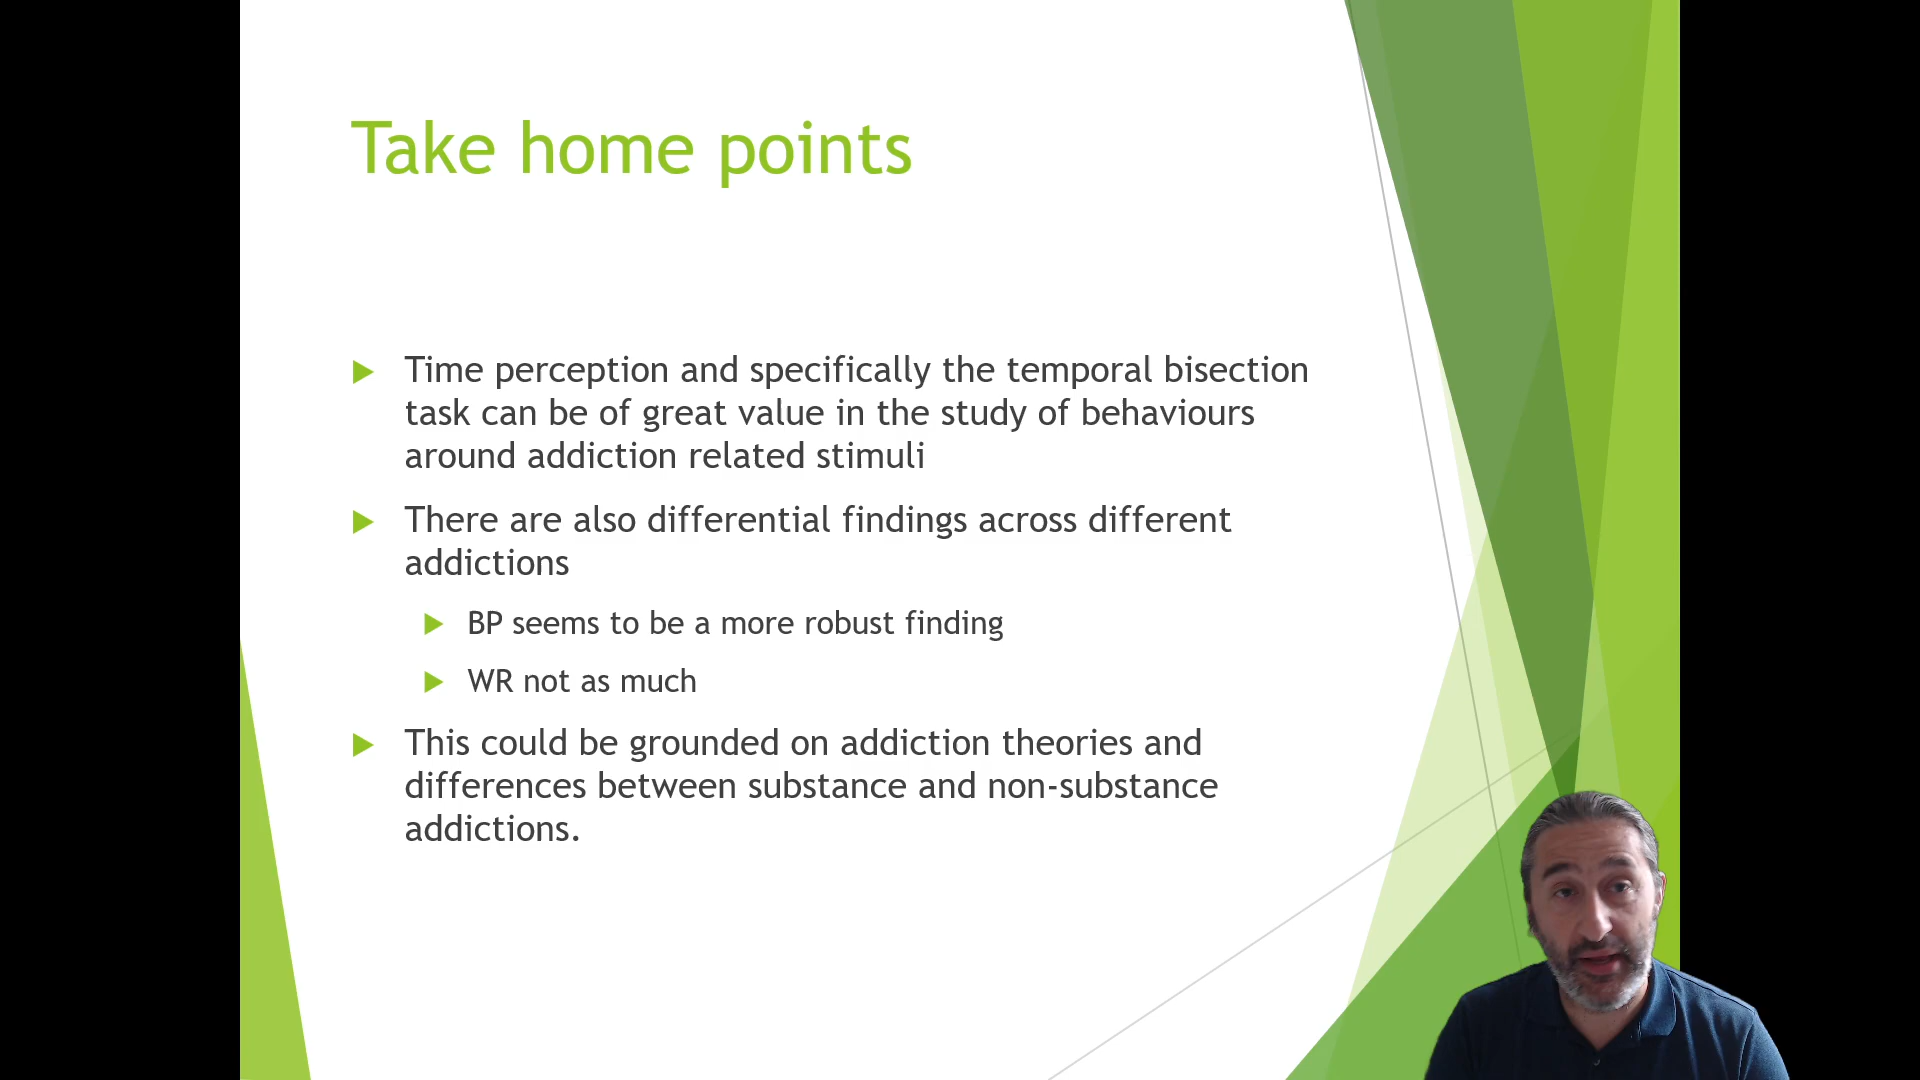 Take home points
Time perception and specifically the temporal bisection
task can be of great value in the study of behaviours
around addiction related stimuli
There are also differential findings across different
addictions
BP seems to be a more robust finding
WR not as much
This could be grounded on addiction theories and
differences between substance and non-substance
addictions.